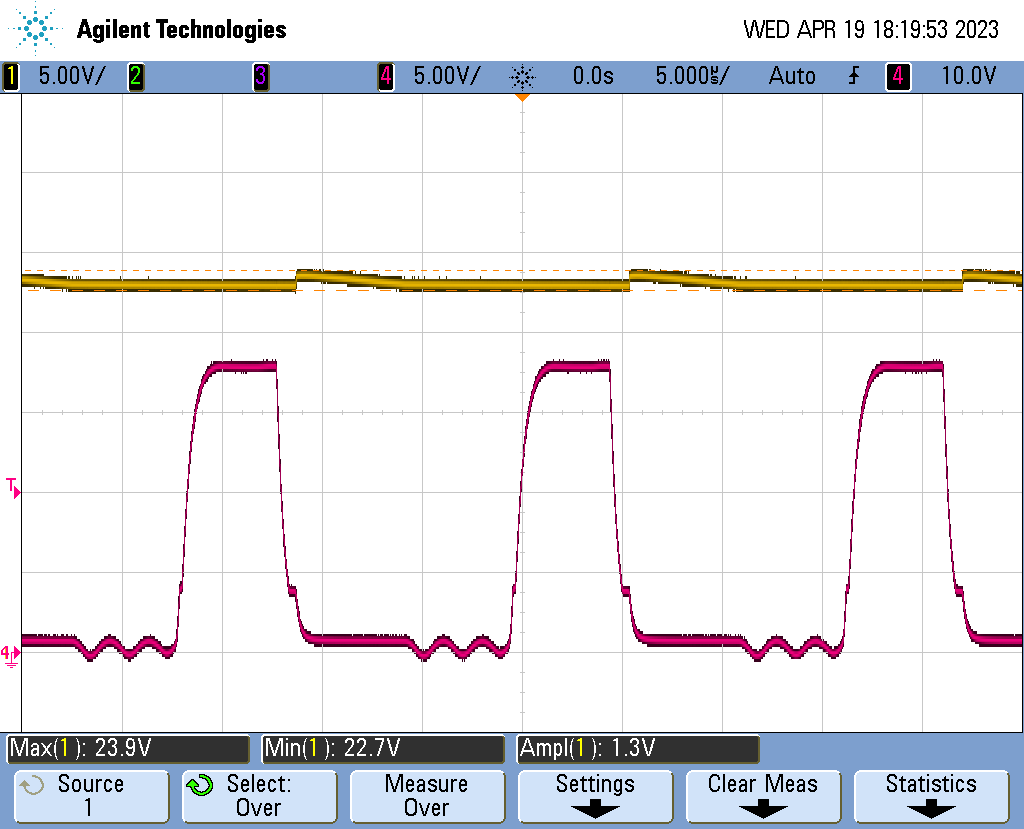 Agilent Technologies WED APR 19 18:19:53 2023
1 5.00V/ 2 3 4 5.00V/ 0.0s 5.000㎲/ Auto 4 10.0V
T
4
Max(1): 23.9V Min(1): 22.7V Ampl(1): 1.3V
Source Select: Measure Settings Clear Meas Statistics
1 Over Over